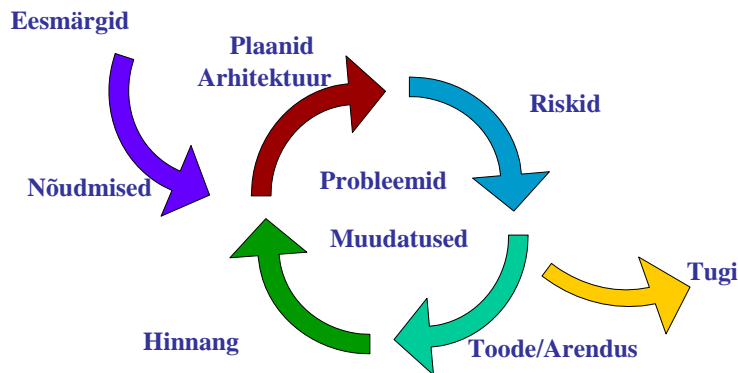 Eesmärgid
Plaanid
Arhitektuur
Riskid
Nõudmised
Probleemid
Muudatused
Tugi
Hinnang
Toode/Arendus